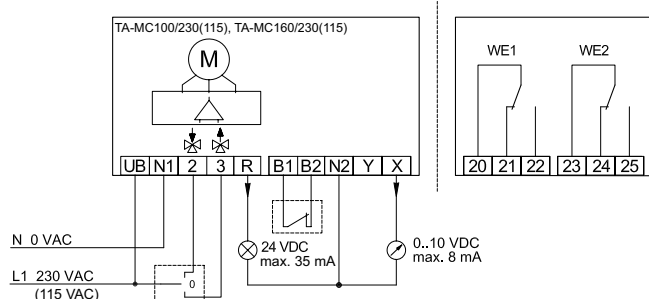 TA-MC100/230(115), TA-MC160/230(115)
M
WE1 WE2
UB N1 2 3 R B1 B2 N2 Y X
20 21 22 23 24 25
N 0 VAC
24 VDC
max. 35 mA
0..10 VDC
max. 8 mA
L1 230 VAC
(115 VAC)
0